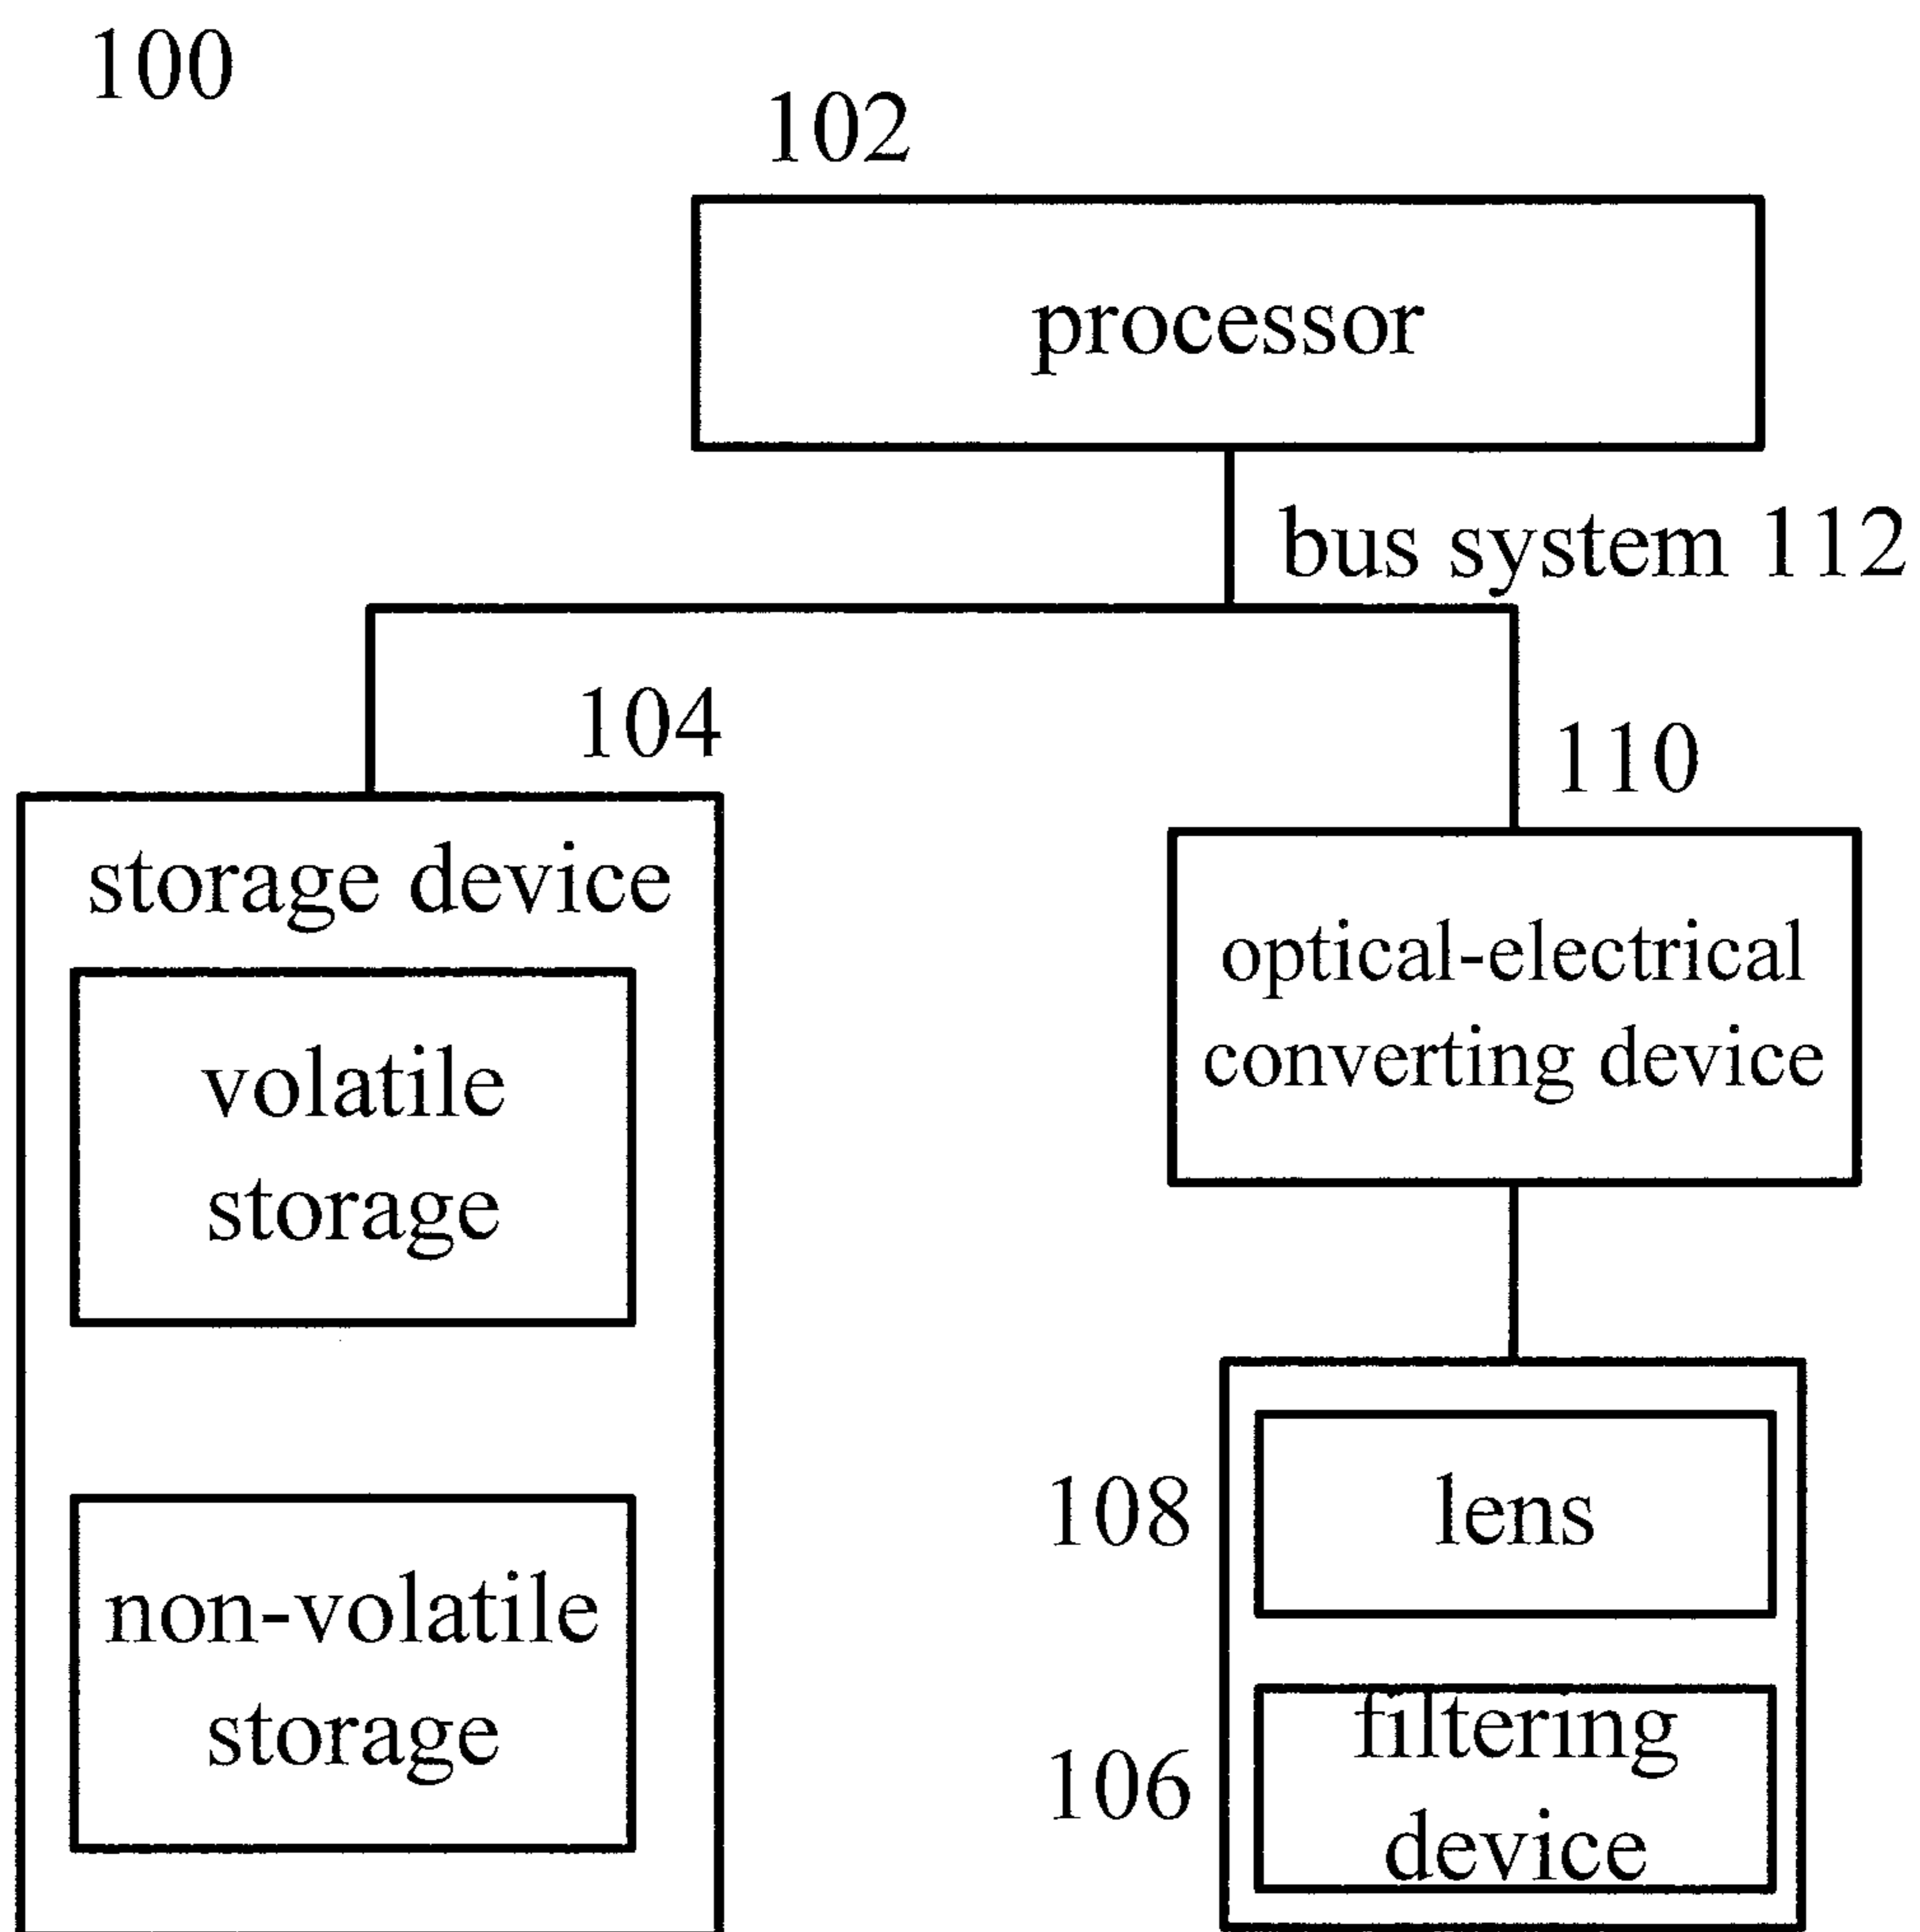 100
102
processor
bus system 112
104
110
storage device
optical-electrical
converting device
volatile
storage
108
lens
non-volatile
storage
106
filtering
device